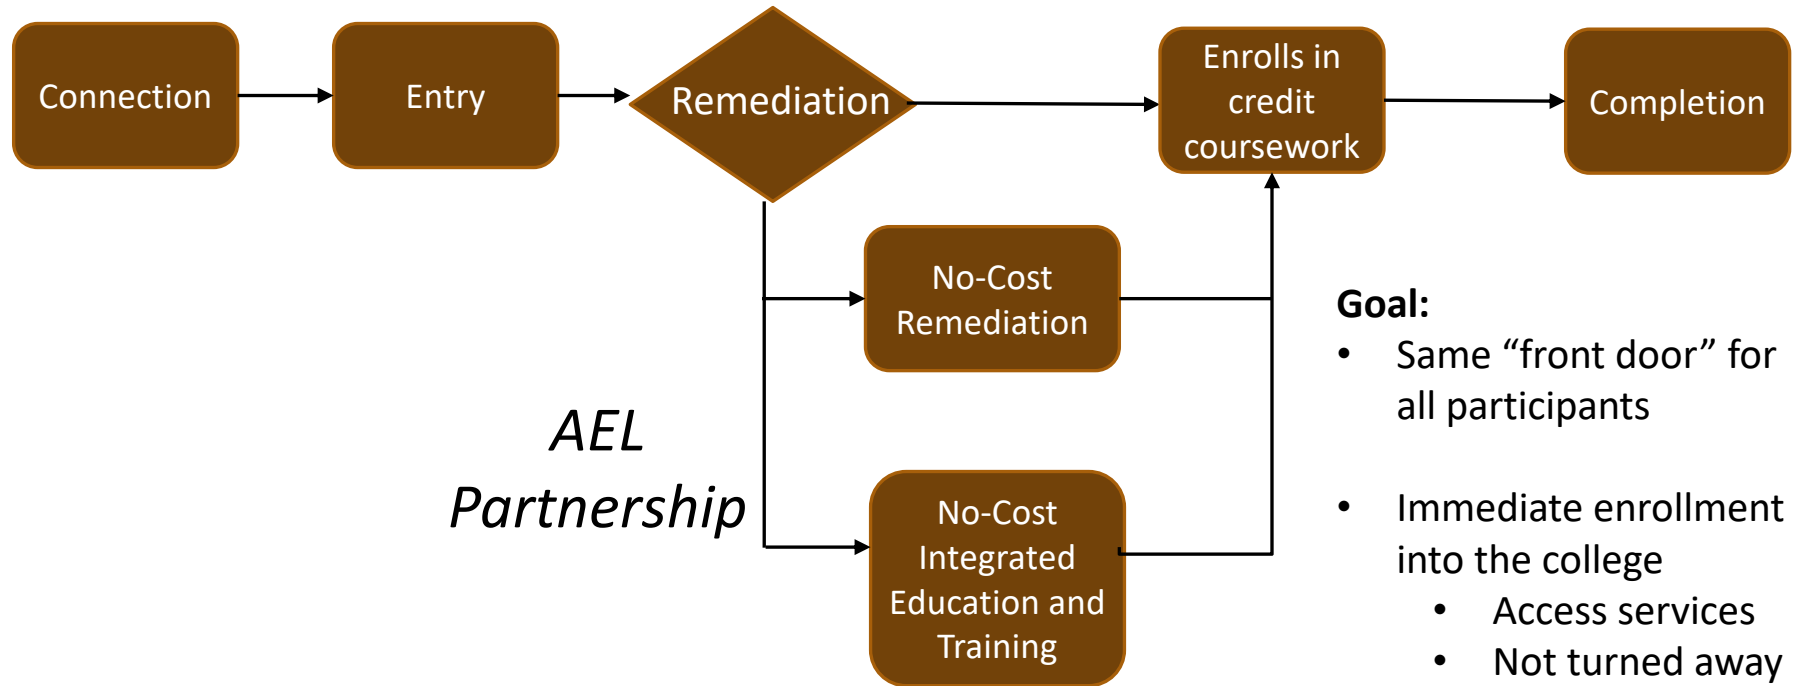 Connection
Entry
Remediation
Enrolls in
credit
coursework
Completion
No-Cost
Remediation
AEL
Partnership
No-Cost
Integrated
Education and
Training
Goal:
• Same “front door” for
all participants
• Immediate enrollment
into the college
• Access services
• Not turned away